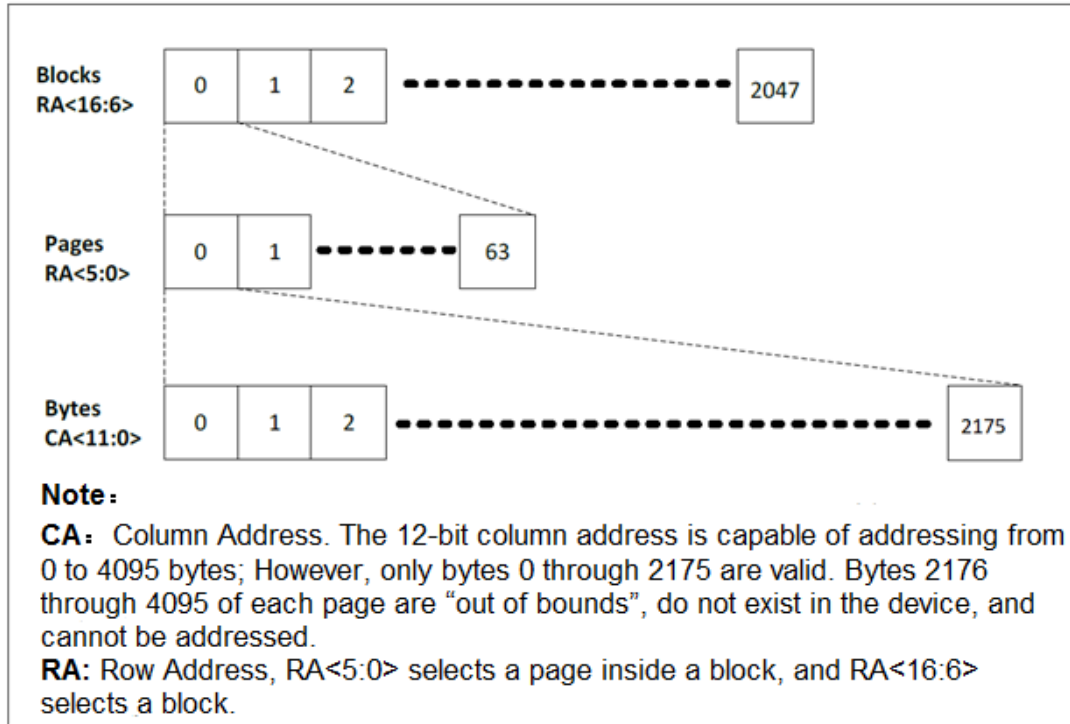 Blocks
RA<16:6>
0 1 2 2047
Pages
RA<5:0>
0 1 63
Bytes
CA<11:0>
0 1 2 2175
Note：
CA：Column Address. The 12-bit column address is capable of addressing from
0 to 4095 bytes; However, only bytes 0 through 2175 are valid. Bytes 2176
through 4095 of each page are “out of bounds”, do not exist in the device, and
cannot be addressed.
RA: Row Address, RA<5:0> selects a page inside a block, and RA<16:6>
selects a block.